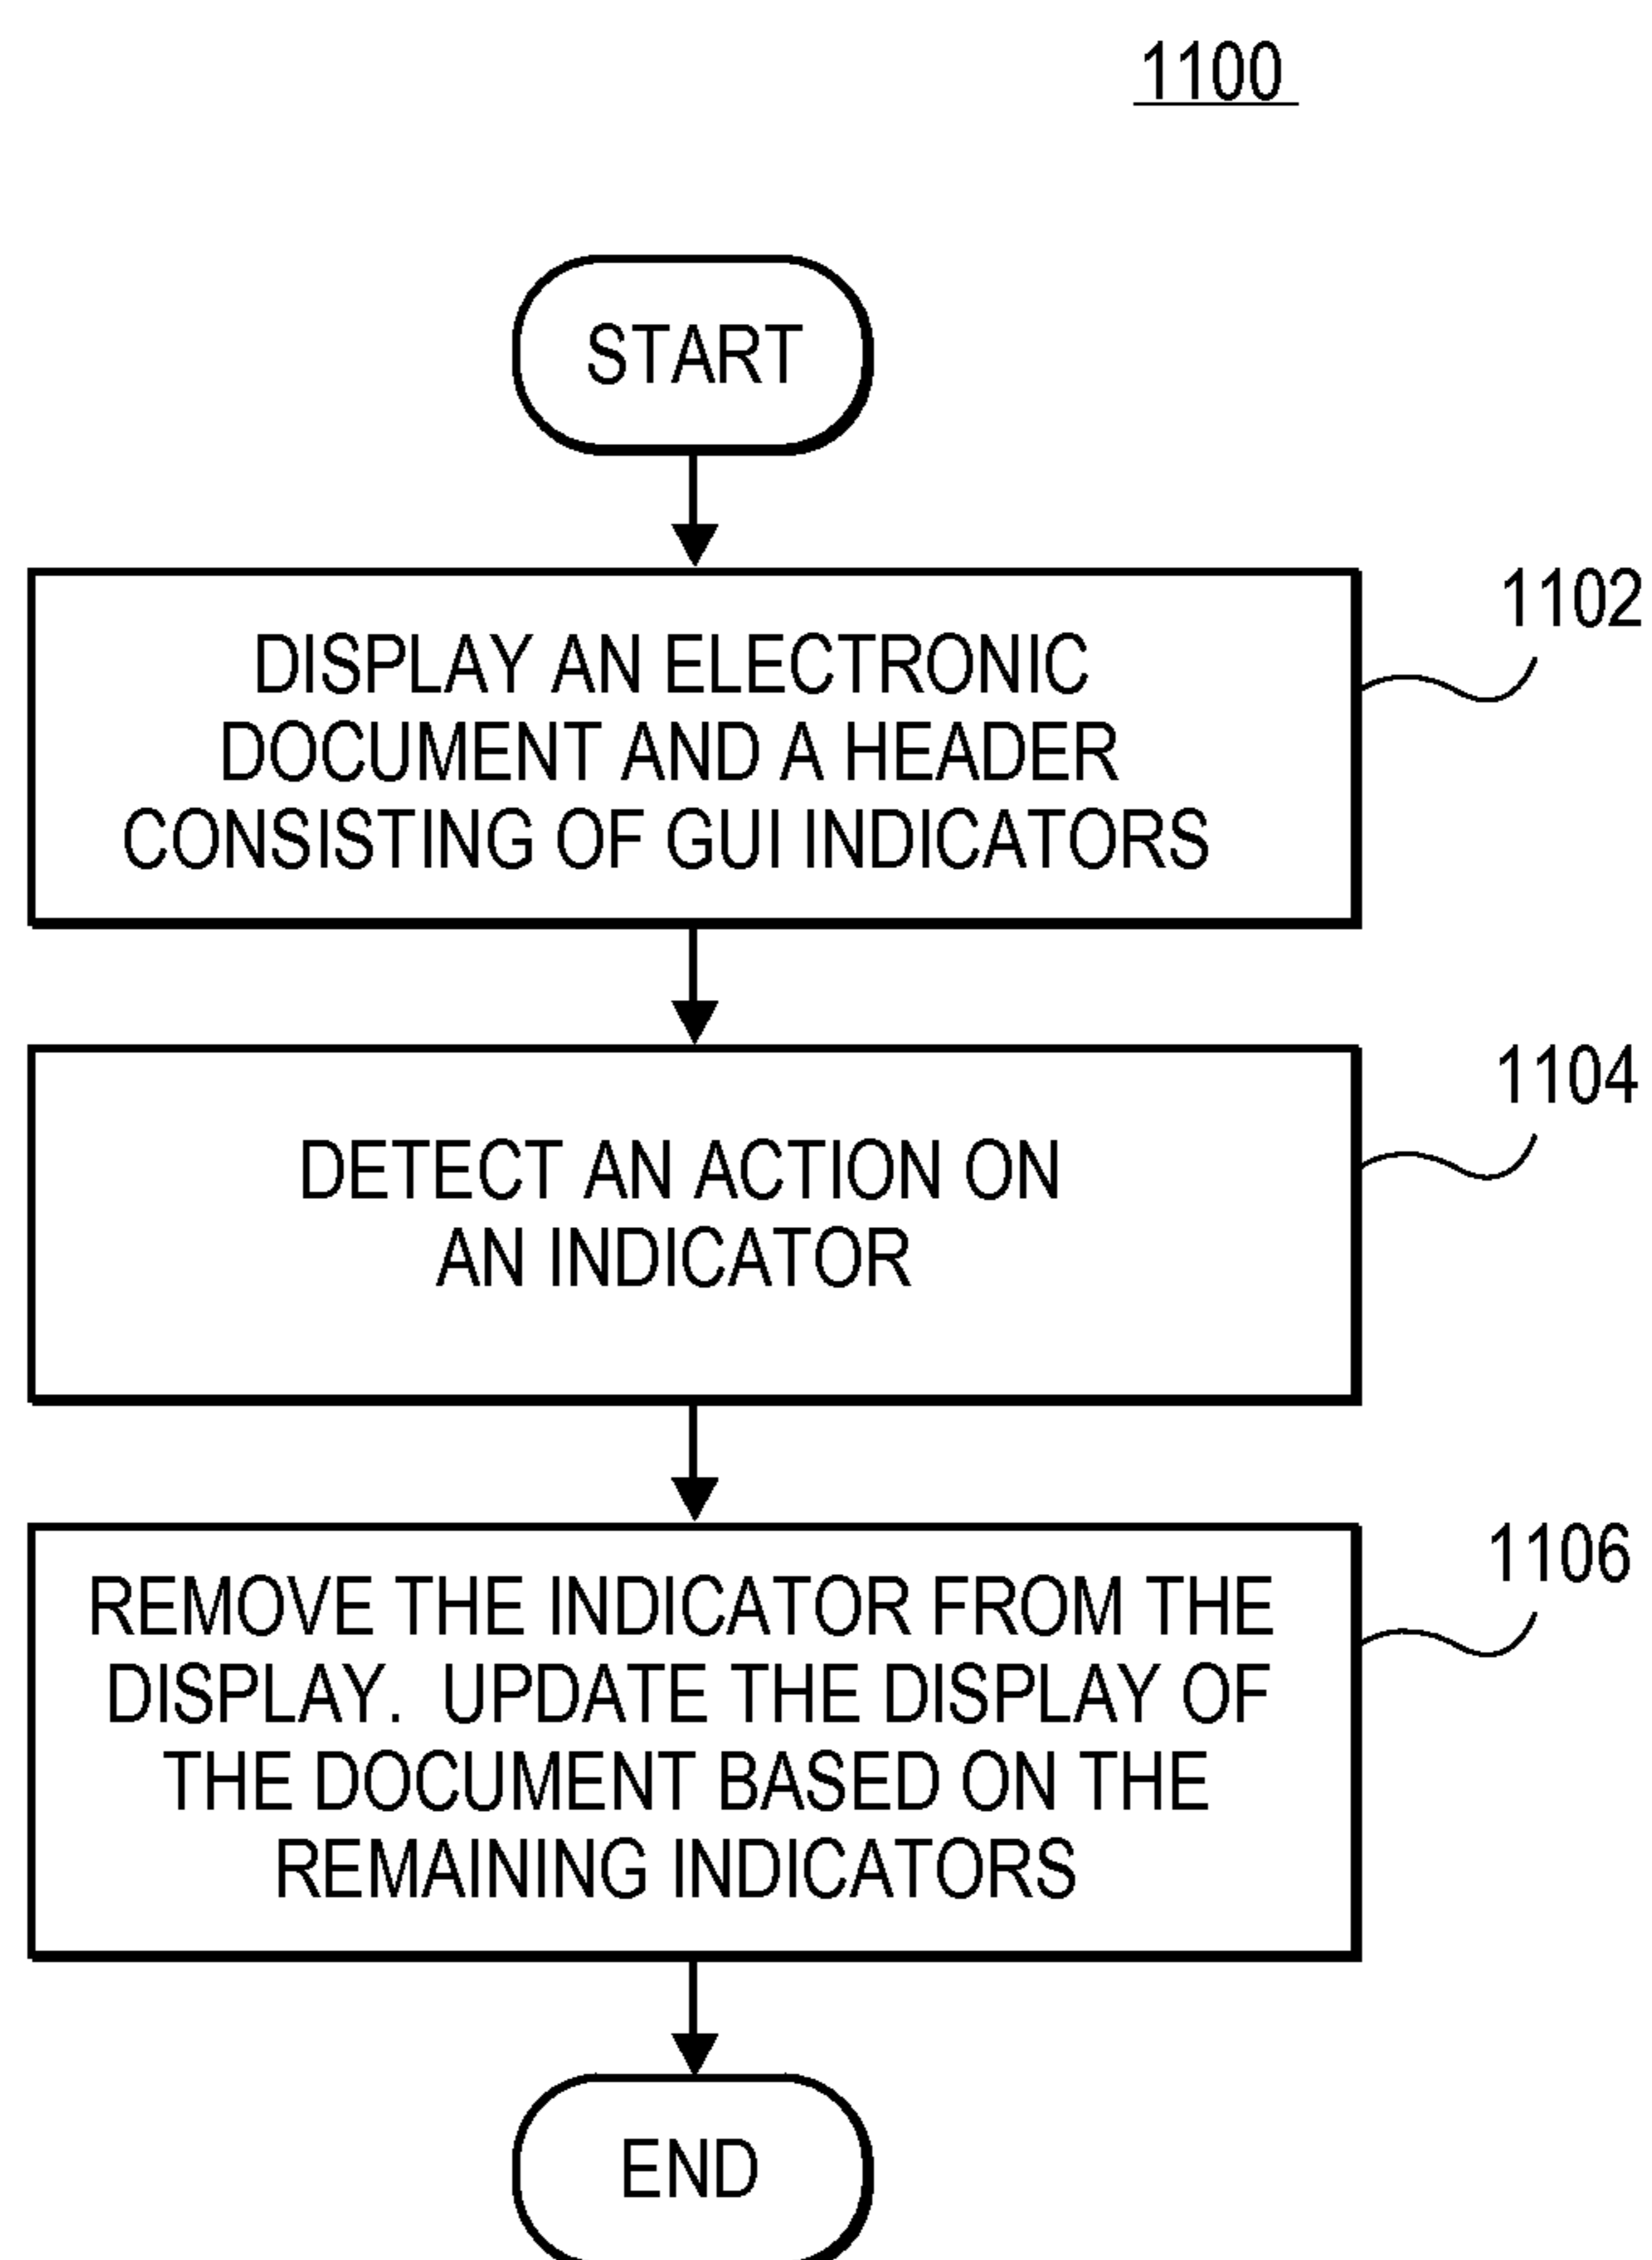 1100
START
DISPLAY AN ELECTRONIC
DOCUMENT AND A HEADER
CONSISTING OF GUI INDICATORS
1102
DETECT AN ACTION ON
AN INDICATOR
1104
REMOVE THE INDICATOR FROM THE
DISPLAY.  UPDATE THE DISPLAY OF
THE DOCUMENT BASED ON THE
REMAINING INDICATORS
1106
END